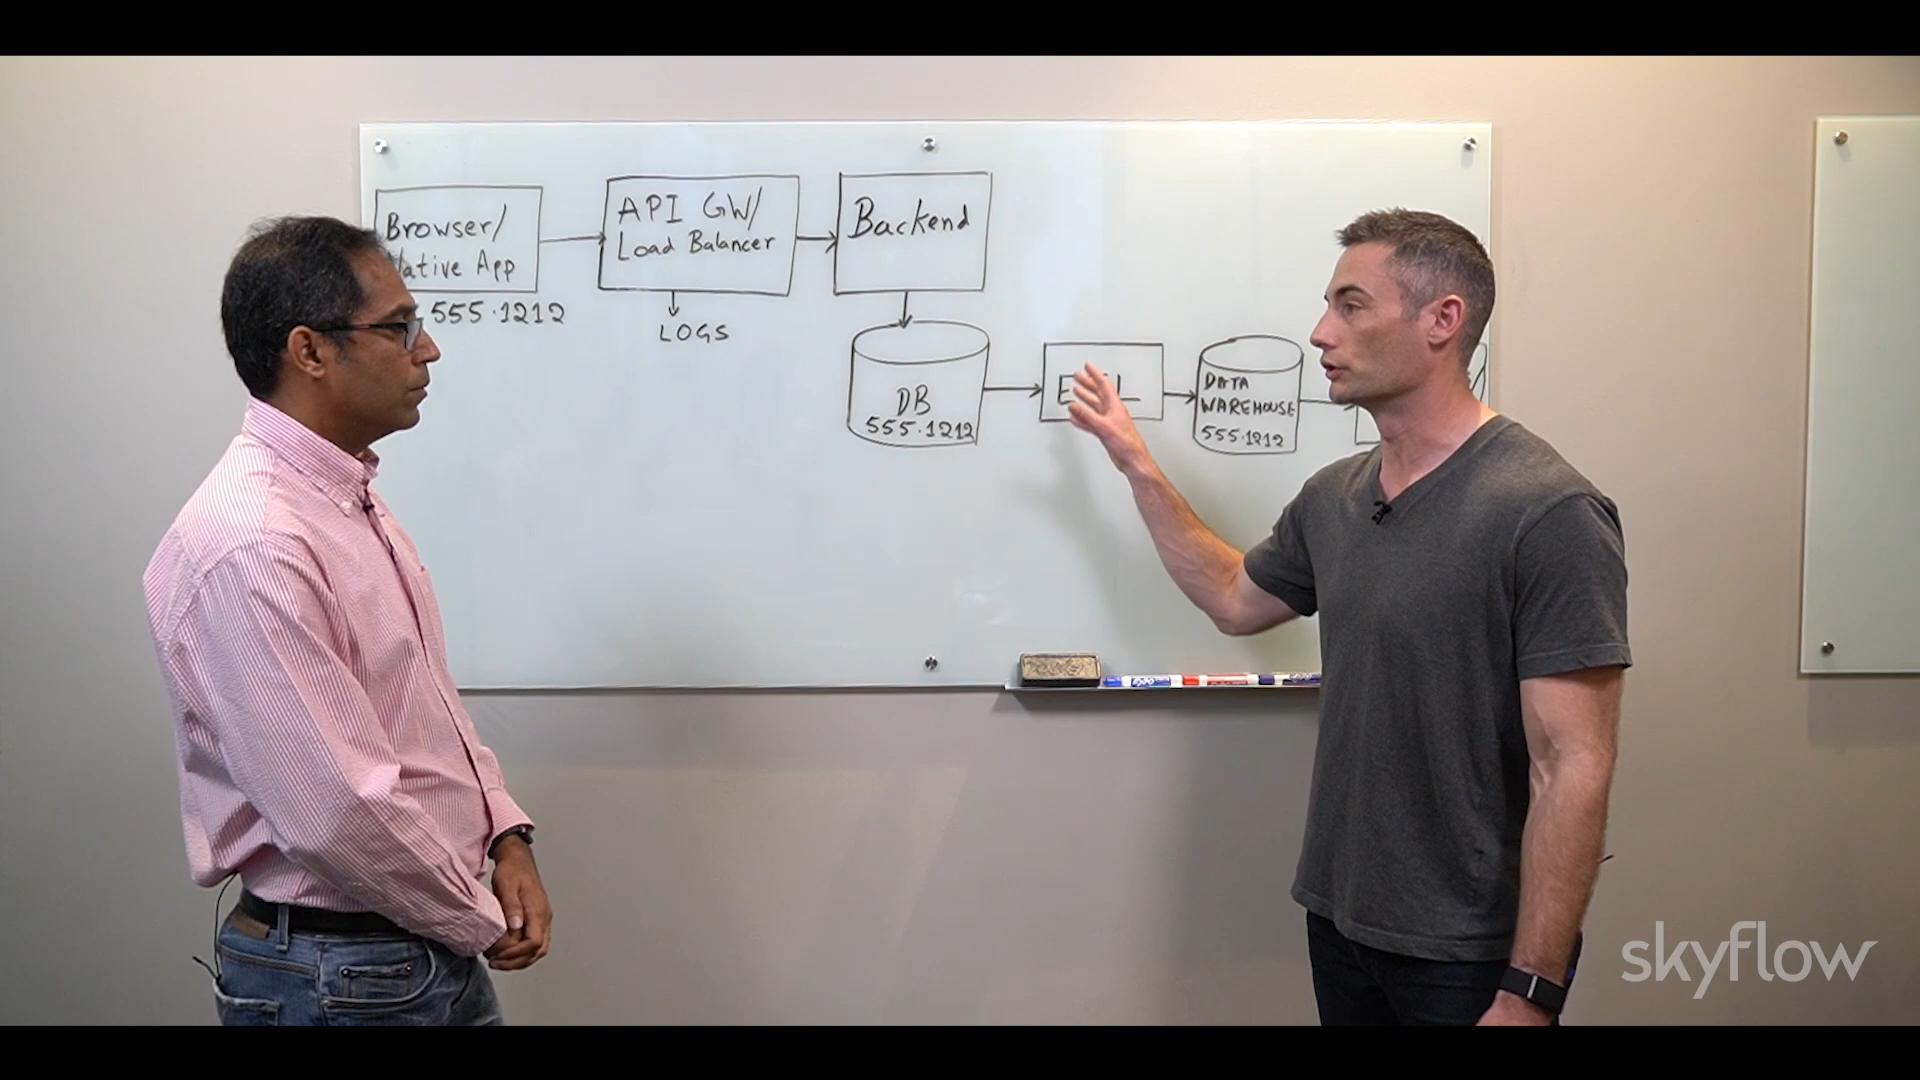 Browser/
Native App
555·1212
API GW/
Load Balancer
LOGS
Backend
DB
555·1212
DATA
WAREHOUSE
555·1212
EXPO
skyflow